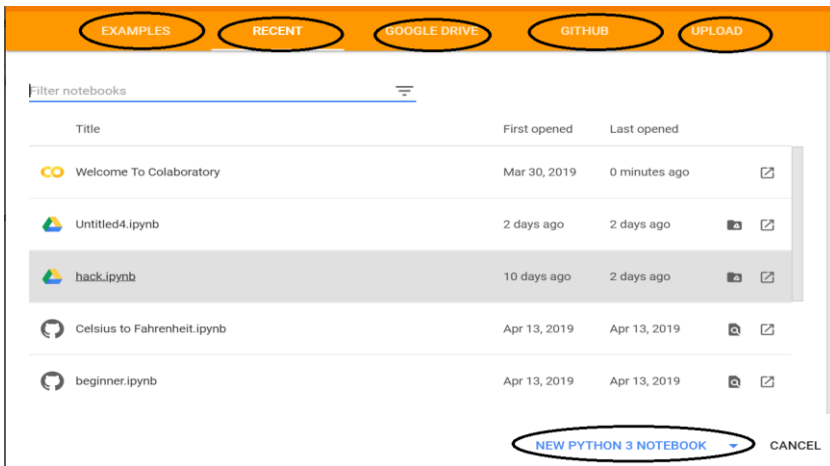 EXAMPLES RECENT GOOGLE DRIVE GITHUB UPLOAD
Filter notebooks
Title First opened Last opened
CO Welcome To Colaboratory Mar 30, 2019 0 minutes ago
Untitled4.ipynb 2 days ago 2 days ago
hack.ipynb 10 days ago 2 days ago
Celsius to Fahrenheit.ipynb Apr 13, 2019 Apr 13, 2019
beginner.ipynb Apr 13, 2019 Apr 13, 2019
NEW PYTHON 3 NOTEBOOK CANCEL